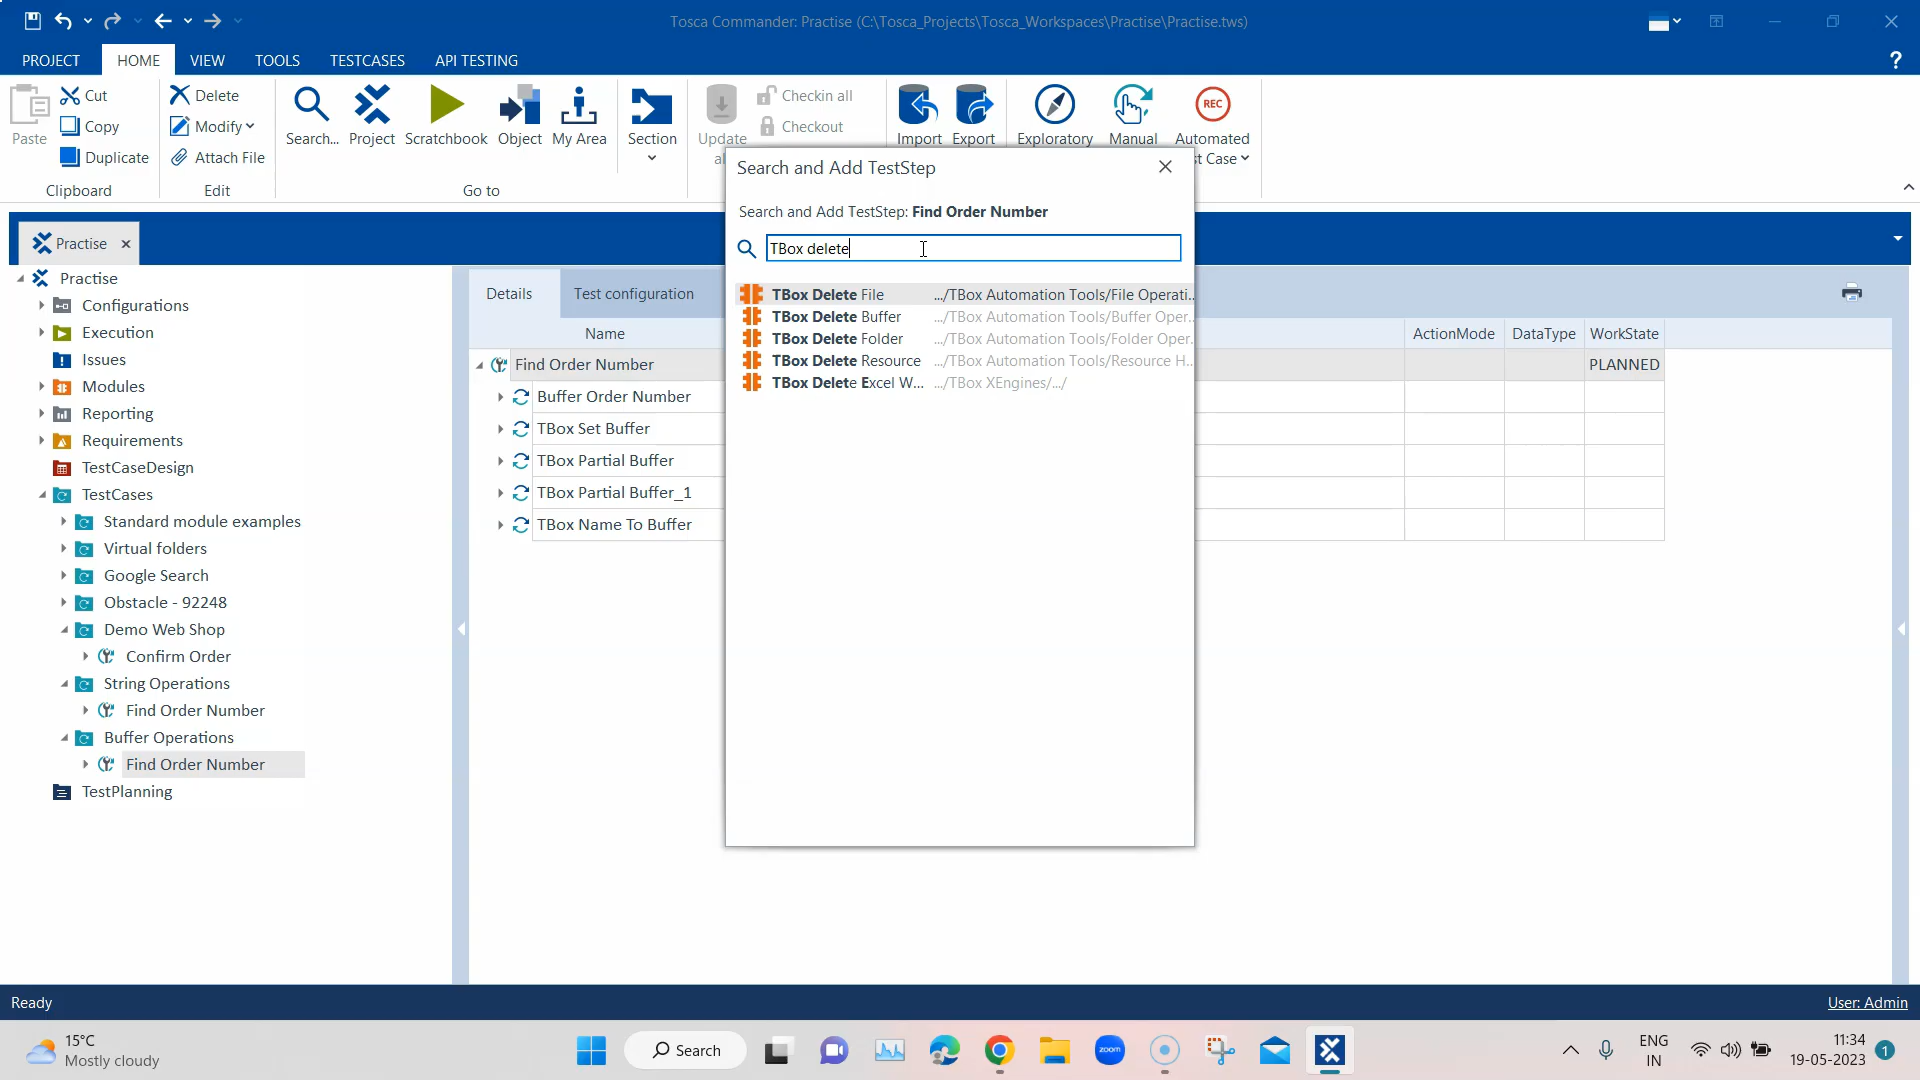 Tosca Commander: Practise (C:\Tosca_Projects\Tosca_Workspaces\Practise\Practise.tws)
PROJECT HOME VIEW TOOLS TESTCASES API TESTING ?
Paste
Cut
Copy
Duplicate
Clipboard
Delete
Modify
Attach File
Edit
Search... Project Scratchbook Object My Area
Go to
Section
Update
Checkin all
Checkout
Import Export Exploratory Manual REC Automated
st Case
Practise
Practise
Configurations
Execution
Issues
Modules
Reporting
Requirements
TestCaseDesign
TestCases
Standard module examples
Virtual folders
Google Search
Obstacle - 92248
Demo Web Shop
Confirm Order
String Operations
Find Order Number
Buffer Operations
Find Order Number
TestPlanning
Details Test configuration
Name ActionMode DataType WorkState
Find Order Number PLANNED
Buffer Order Number
TBox Set Buffer
TBox Partial Buffer
TBox Partial Buffer_1
TBox Name To Buffer
Search and Add TestStep
Search and Add TestStep: Find Order Number
TBox delete
TBox Delete File .../TBox Automation Tools/File Operati...
TBox Delete Buffer .../TBox Automation Tools/Buffer Oper...
TBox Delete Folder .../TBox Automation Tools/Folder Oper...
TBox Delete Resource .../TBox Automation Tools/Resource H...
TBox Delete Excel W... .../TBox XEngines/.../
Ready User: Admin
15°C
Mostly cloudy
Search
zoom
ENG
IN
11:34
19-05-2023
1